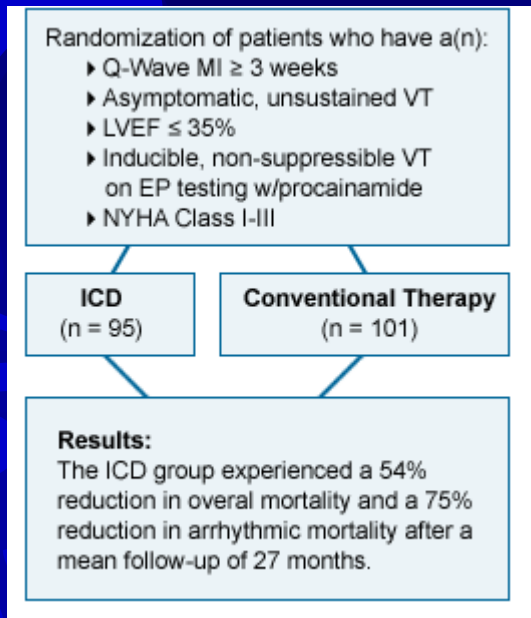 Randomization of patients who have a(n):
▸ Q-Wave MI ≥ 3 weeks
▸ Asymptomatic, unsustained VT
▸ LVEF ≤ 35%
▸ Inducible, non-suppressible VT
on EP testing w/procainamide
▸ NYHA Class I-III
ICD
(n = 95)
Conventional Therapy
(n = 101)
Results:
The ICD group experienced a 54%
reduction in overal mortality and a 75%
reduction in arrhythmic mortality after a
mean follow-up of 27 months.